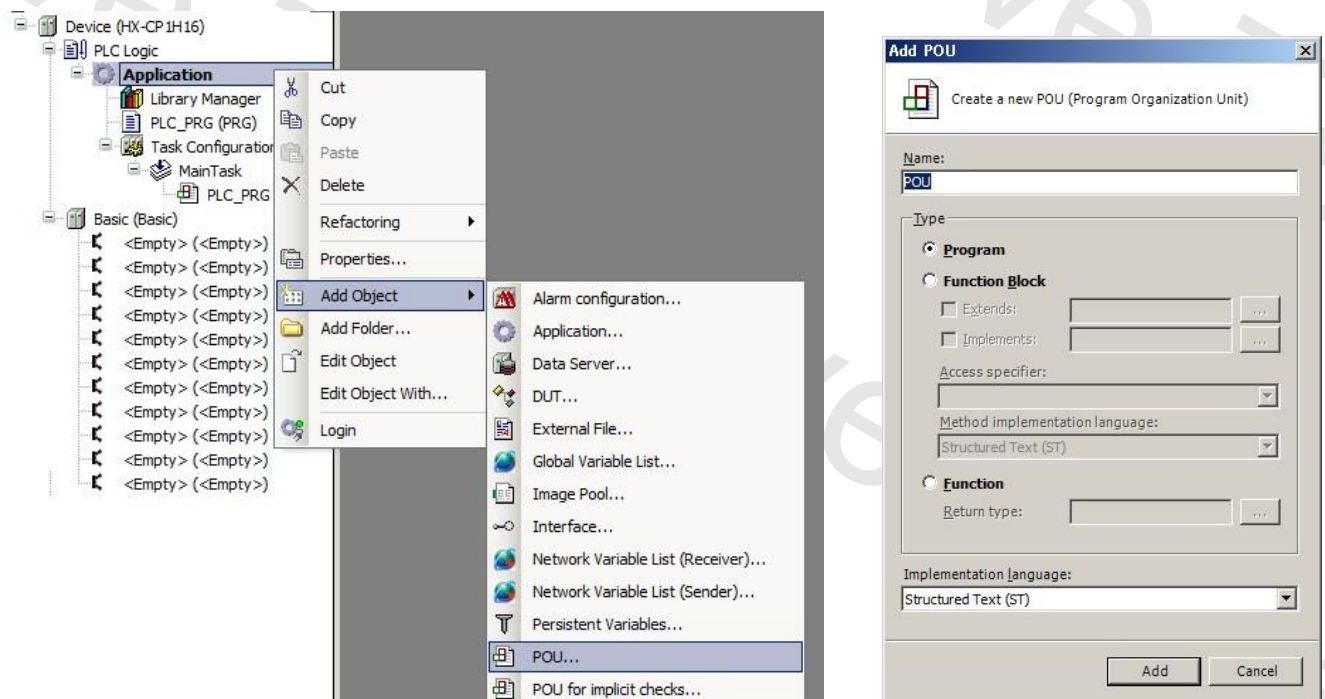 Device (HX-CP1H16)
PLC Logic
Application
Library Manager
PLC_PRG (PRG)
Task Configuration
MainTask
PLC_PRG
Basic (Basic)
<Empty> (<Empty>)
<Empty> (<Empty>)
<Empty> (<Empty>)
<Empty> (<Empty>)
<Empty> (<Empty>)
<Empty> (<Empty>)
<Empty> (<Empty>)
<Empty> (<Empty>)
<Empty> (<Empty>)
<Empty> (<Empty>)
<Empty> (<Empty>)
Cut
Copy
Paste
Delete
Refactoring
Properties...
Add Object
Add Folder...
Edit Object
Edit Object With...
Login
Alarm configuration...
Application...
Data Server...
DUT...
External File...
Global Variable List...
Image Pool...
Interface...
Network Variable List (Receiver)...
Network Variable List (Sender)...
Persistent Variables...
POU...
POU for implicit checks...
Add POU
Create a new POU (Program Organization Unit)
Name:
POU
Type
Program
Function Block
Extends:
...
Implements:
...
Access specifier:
Method implementation language:
Structured Text (ST)
Function
Return type:
...
Implementation language:
Structured Text (ST)
Add Cancel